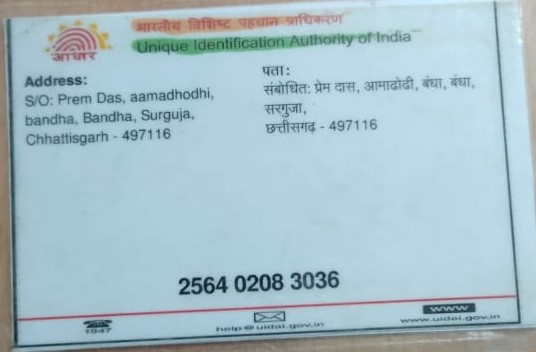 भारतीय विशिष्ट पहचान प्राधिकरण
Unique Identification Authority of India
आधार
Address:
S/O: Prem Das, aamadhodhi,
bandha, Bandha, Surguja,
Chhattisgarh - 497116
पता:
संबोधित: प्रेम दास, आमाढोढी, बंधा, बंधा,
सरगुजा,
छत्तीसगढ़ - 497116
2564 0208 3036
1947
help@uidai.gov.in
www
www.uidai.gov.in